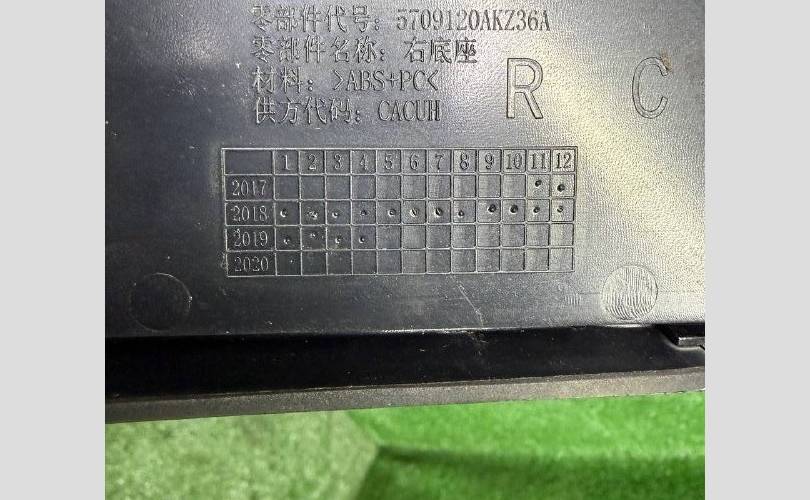 零部件代号: 5709120AKZ36A
零部件名称: 右底座
材料: >ABS+PC<
供方代码: CACUH
R C
1 2 3 4 5 6 7 8 9 10 11 12
2017
2018
2019
2020